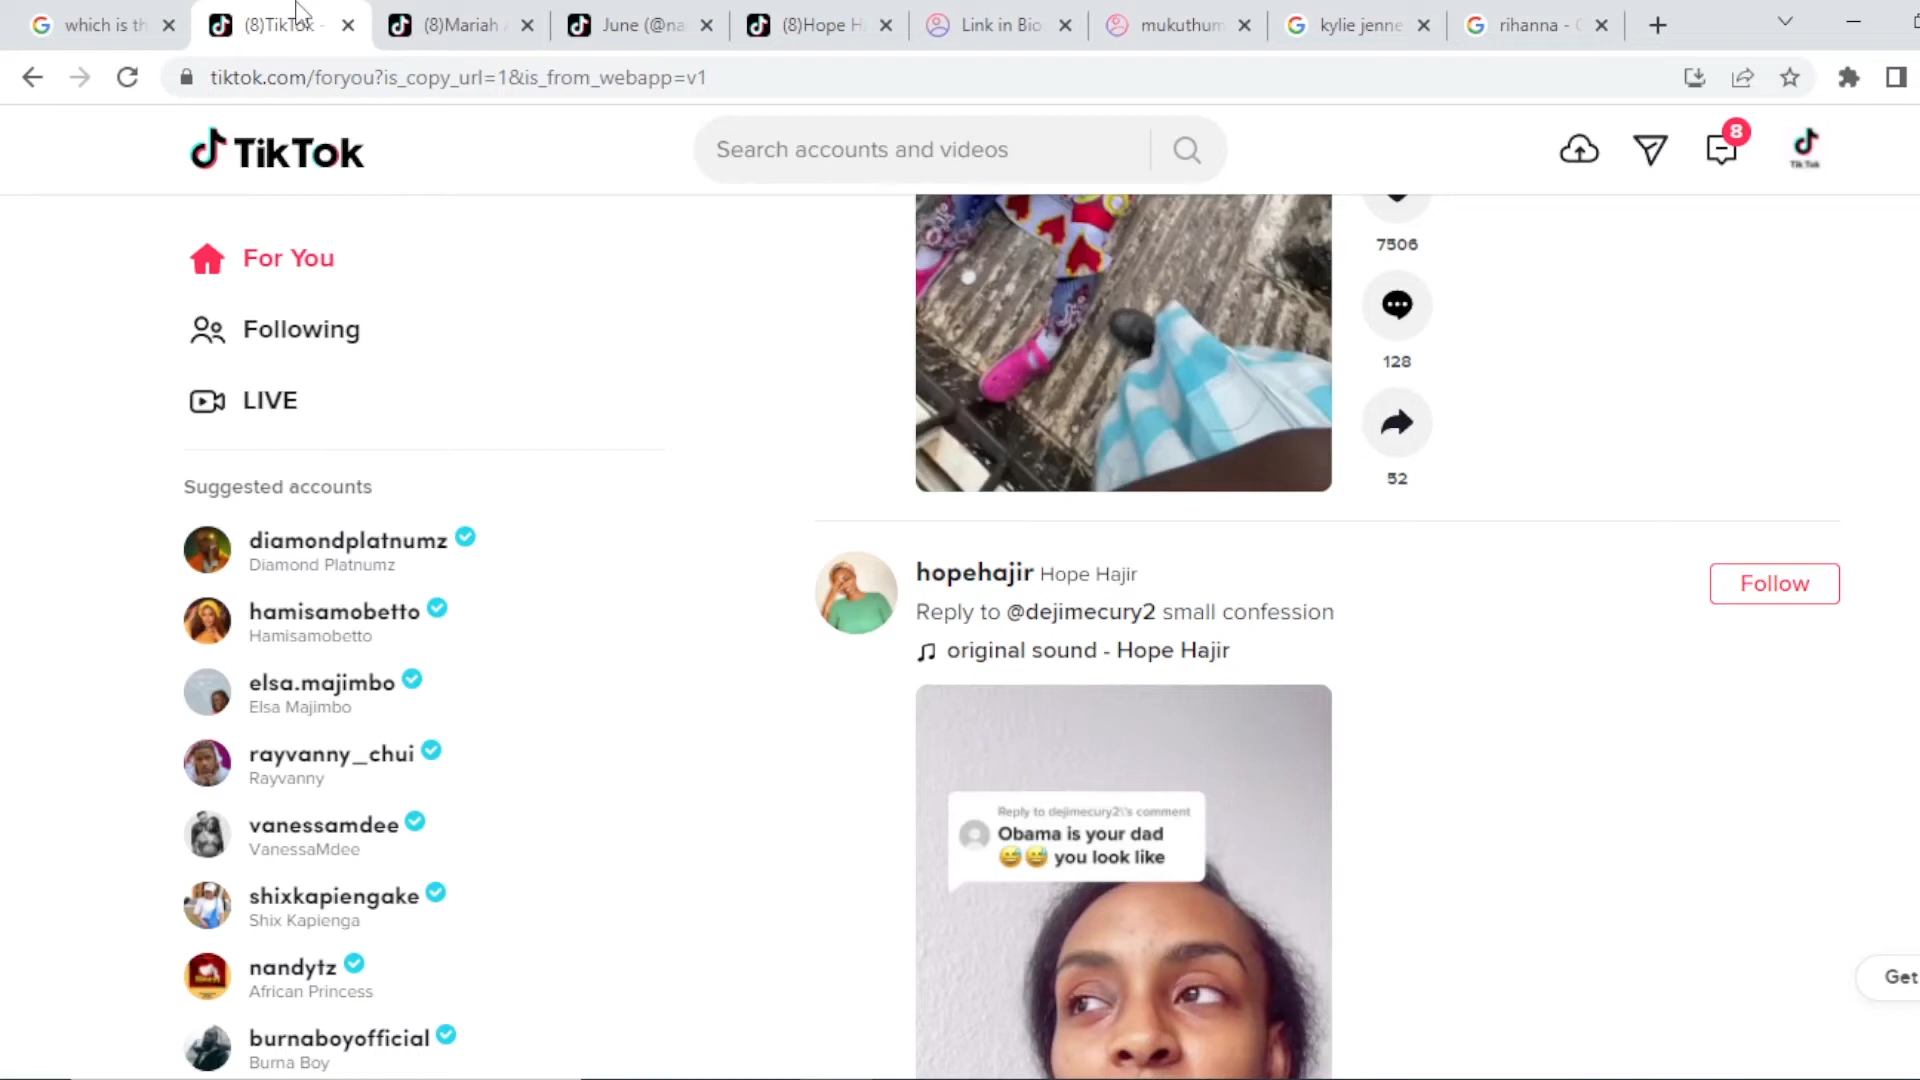 which is th
(8)TikTok -
(8)Mariah
June (@na
(8)Hope H
Link in Bio
mukuthum
kylie jenne
rihanna - G
tiktok.com/foryou?is_copy_url=1&is_from_webapp=v1
TikTok
Search accounts and videos
8
For You
Following
LIVE
Suggested accounts
diamondplatnumz
Diamond Platnumz
hamisamobetto
Hamisamobetto
elsa.majimbo
Elsa Majimbo
rayvanny_chui
Rayvanny
vanessamdee
VanessaMdee
shixkapiengake
Shix Kapienga
nandytz
African Princess
burnaboyofficial
Burna Boy
7506
128
52
hopehajir Hope Hajir
Follow
Reply to @dejimecury2 small confession
original sound - Hope Hajir
Reply to dejimecury2\'s comment
Obama is your dad
😅😅 you look like
Get